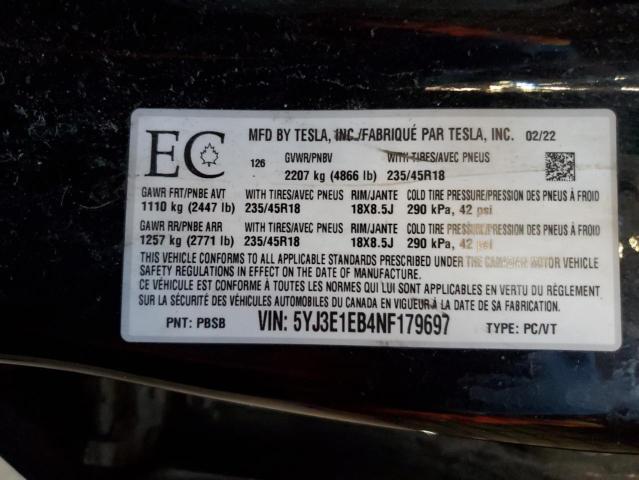 EC MFD BY TESLA, INC./FABRIQUÉ PAR TESLA, INC. 02/22
126 GVWR/PNBV WITH TIRES/AVEC PNEUS
2207 kg (4866 lb) 235/45R18
GAWR FRT/PNBE AVT WITH TIRES/AVEC PNEUS RIM/JANTE COLD TIRE PRESSURE/PRESSION DES PNEUS À FROID
1110 kg (2447 lb) 235/45R18 18X8.5J 290 kPa, 42 psi
GAWR RR/PNBE ARR WITH TIRES/AVEC PNEUS RIM/JANTE COLD TIRE PRESSURE/PRESSION DES PNEUS À FROID
1257 kg (2771 lb) 235/45R18 18X8.5J 290 kPa, 42 psi
THIS VEHICLE CONFORMS TO ALL APPLICABLE STANDARDS PRESCRIBED UNDER THE CANADIAN MOTOR VEHICLE
SAFETY REGULATIONS IN EFFECT ON THE DATE OF MANUFACTURE.
CE VÉHICULE EST CONFORME À TOUTES LES NORMES QUI LUI SONT APPLICABLES EN VERTU DU RÈGLEMENT
SUR LA SÉCURITÉ DES VÉHICULES AUTOMOBILES DU CANADA EN VIGUEUR À LA DATE DE SA FABRICATION.
PNT: PBSB VIN: 5YJ3E1EB4NF179697 TYPE: PC/VT